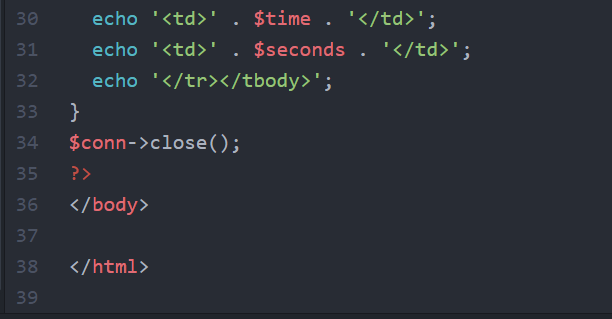 30 echo '<td>' . $time . '</td>';
31 echo '<td>' . $seconds . '</td>';
32 echo '</tr></tbody>';
33 }
34 $conn->close();
35 ?>
36 </body>
37
38 </html>
39